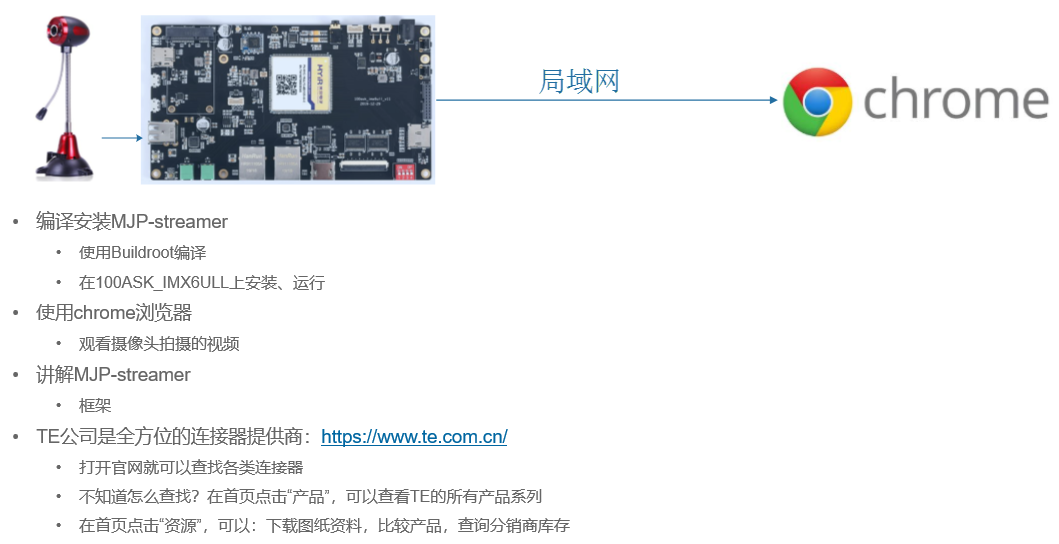 局域网
chrome
• 编译安装MJP-streamer
• 使用Buildroot编译
• 在100ASK_IMX6ULL上安装、运行
• 使用chrome浏览器
• 观看摄像头拍摄的视频
• 讲解MJP-streamer
• 框架
• TE公司是全方位的连接器提供商：https://www.te.com.cn/
• 打开官网就可以查找各类连接器
• 不知道怎么查找？在首页点击“产品”，可以查看TE的所有产品系列
• 在首页点击“资源”，可以：下载图纸资料，比较产品，查询分销商库存